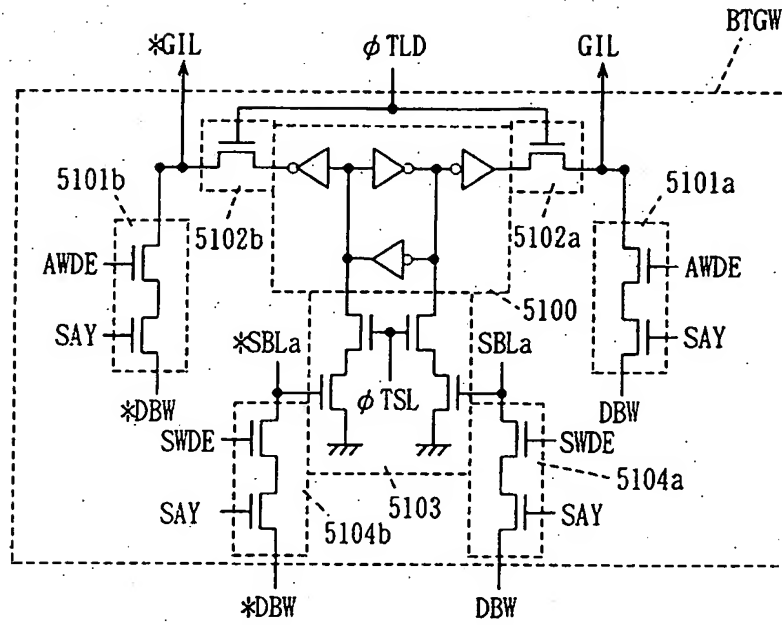 BTGW
*GIL
φTLD
GIL
5101b
5102b
5102a
5101a
AWDE
AWDE
5100
SAY
*SBLa
SBLa
SAY
*DBW
φTSL
DBW
SWDE
SWDE
5104a
SAY
5103
SAY
5104b
*DBW
DBW